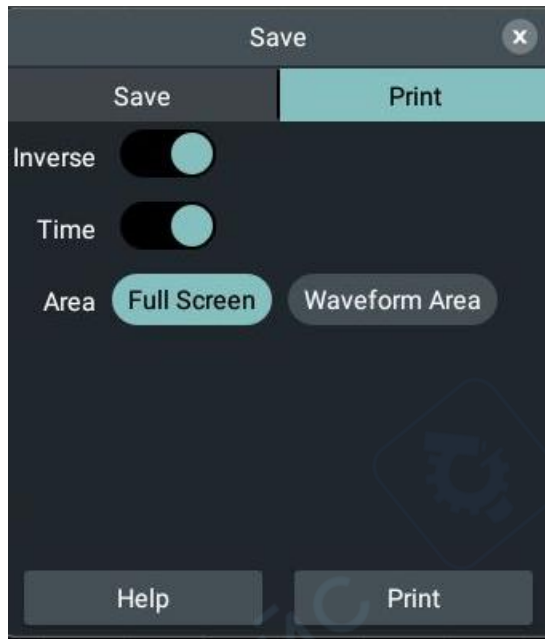 Save
x
Save Print
Inverse
Time
Area Full Screen Waveform Area
Help Print